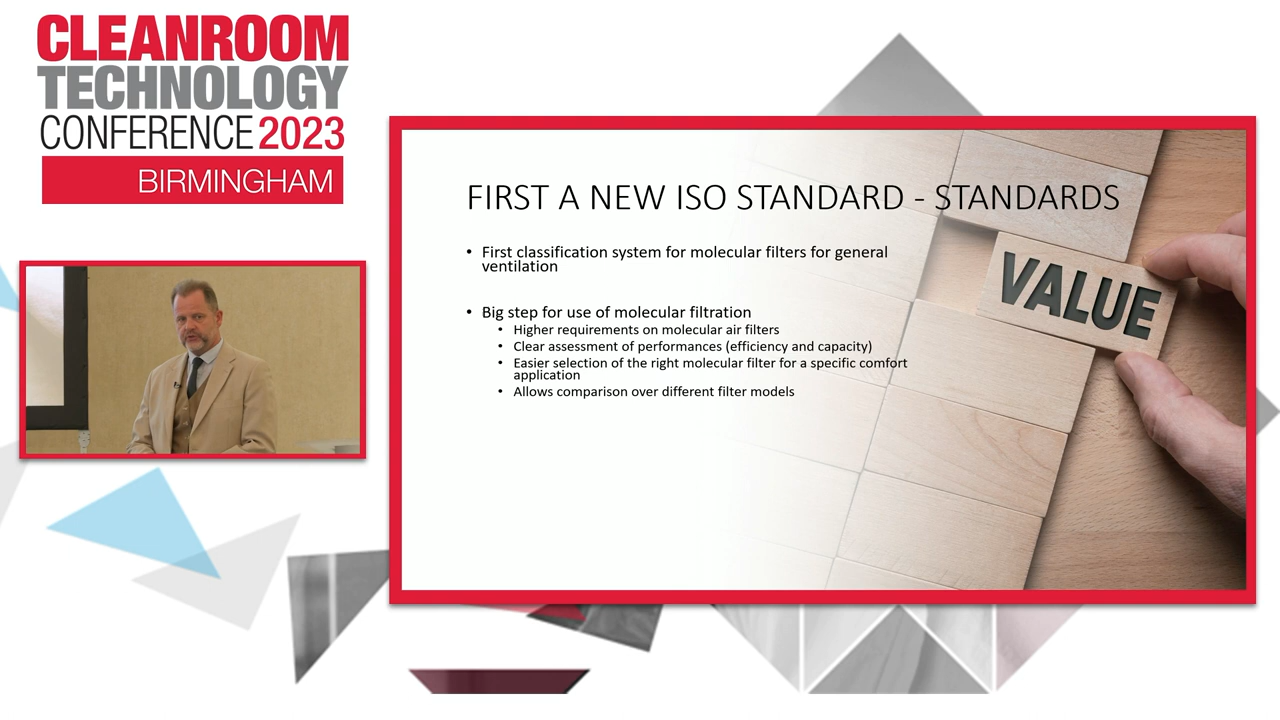 CLEANROOM
TECHNOLOGY
CONFERENCE 2023
BIRMINGHAM
FIRST A NEW ISO STANDARD - STANDARDS
• First classification system for molecular filters for general
ventilation
• Big step for use of molecular filtration
• Higher requirements on molecular air filters
• Clear assessment of performances (efficiency and capacity)
• Easier selection of the right molecular filter for a specific comfort
application
• Allows comparison over different filter models
VALUE